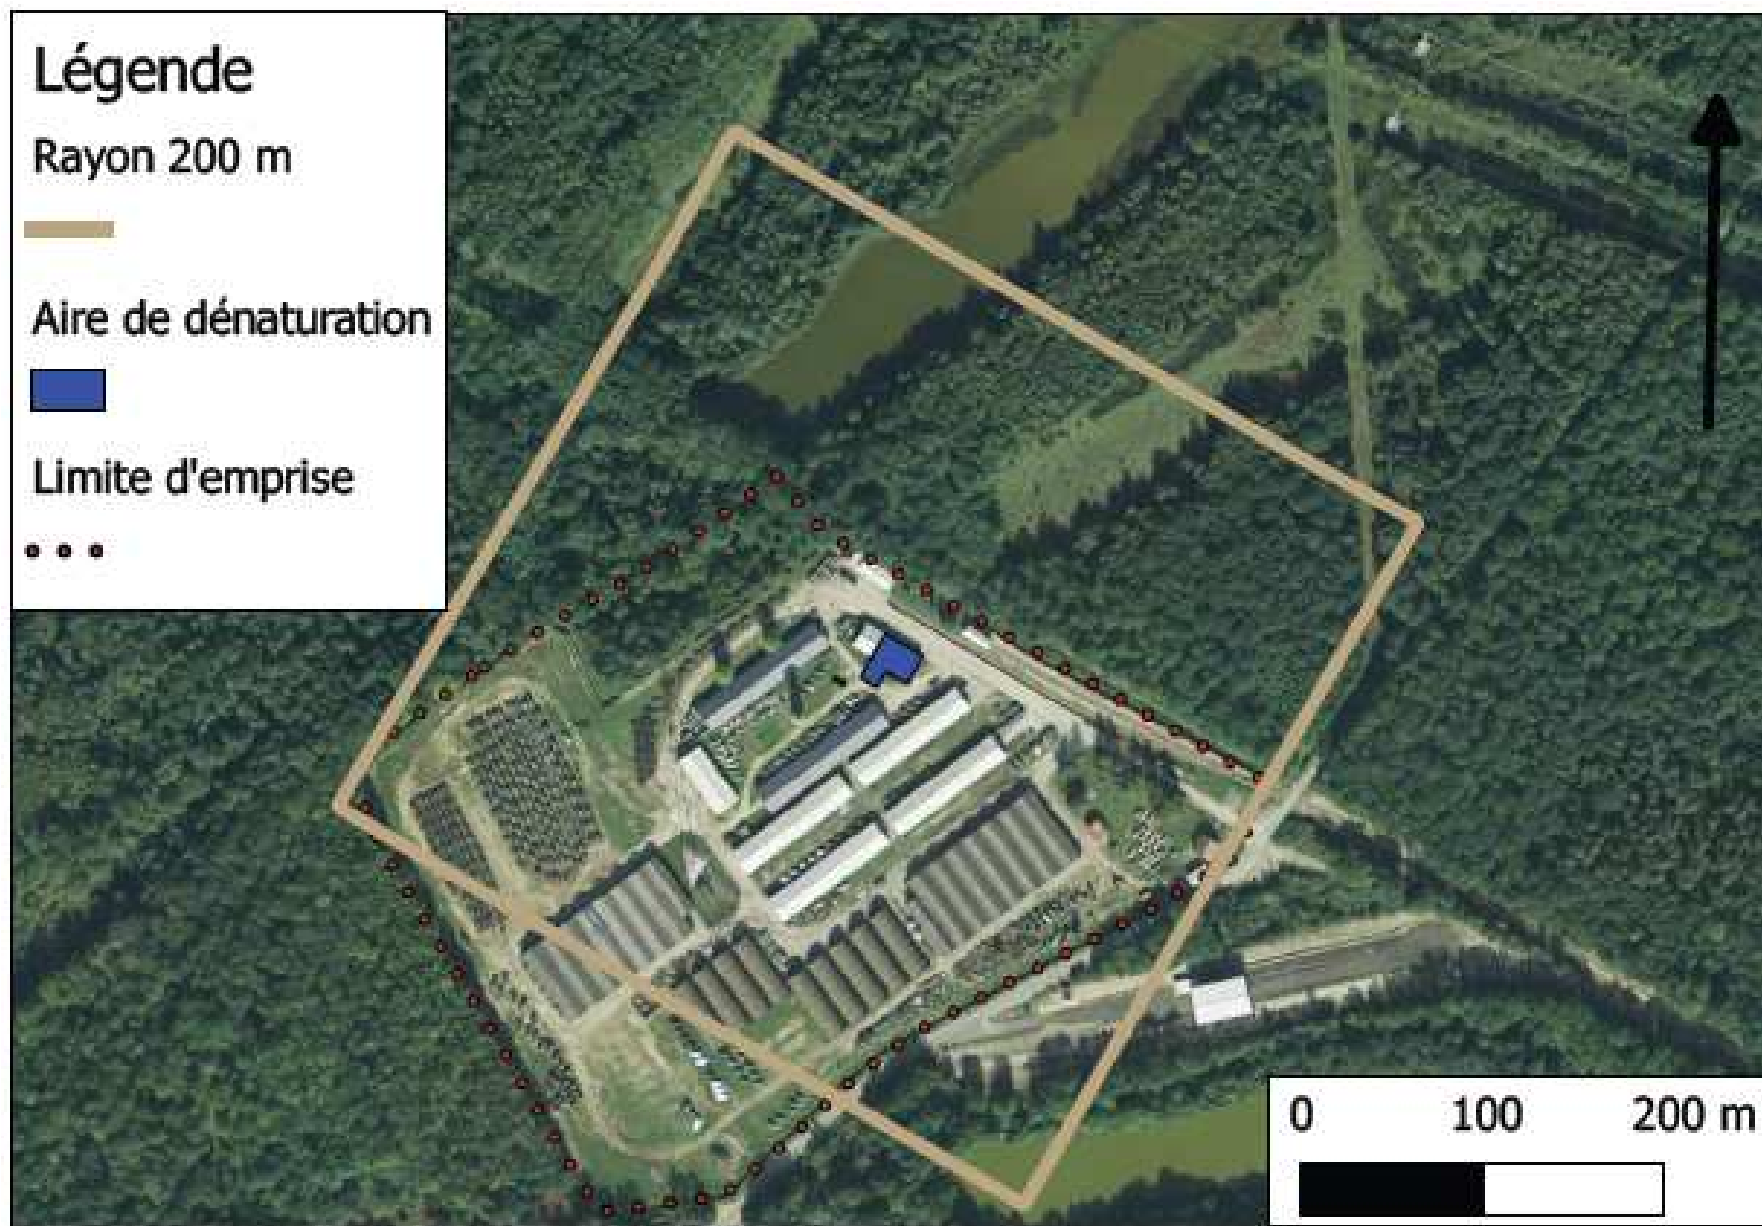 Légende
Rayon 200 m
Aire de dénaturation
Limite d'emprise
0 100 200 m